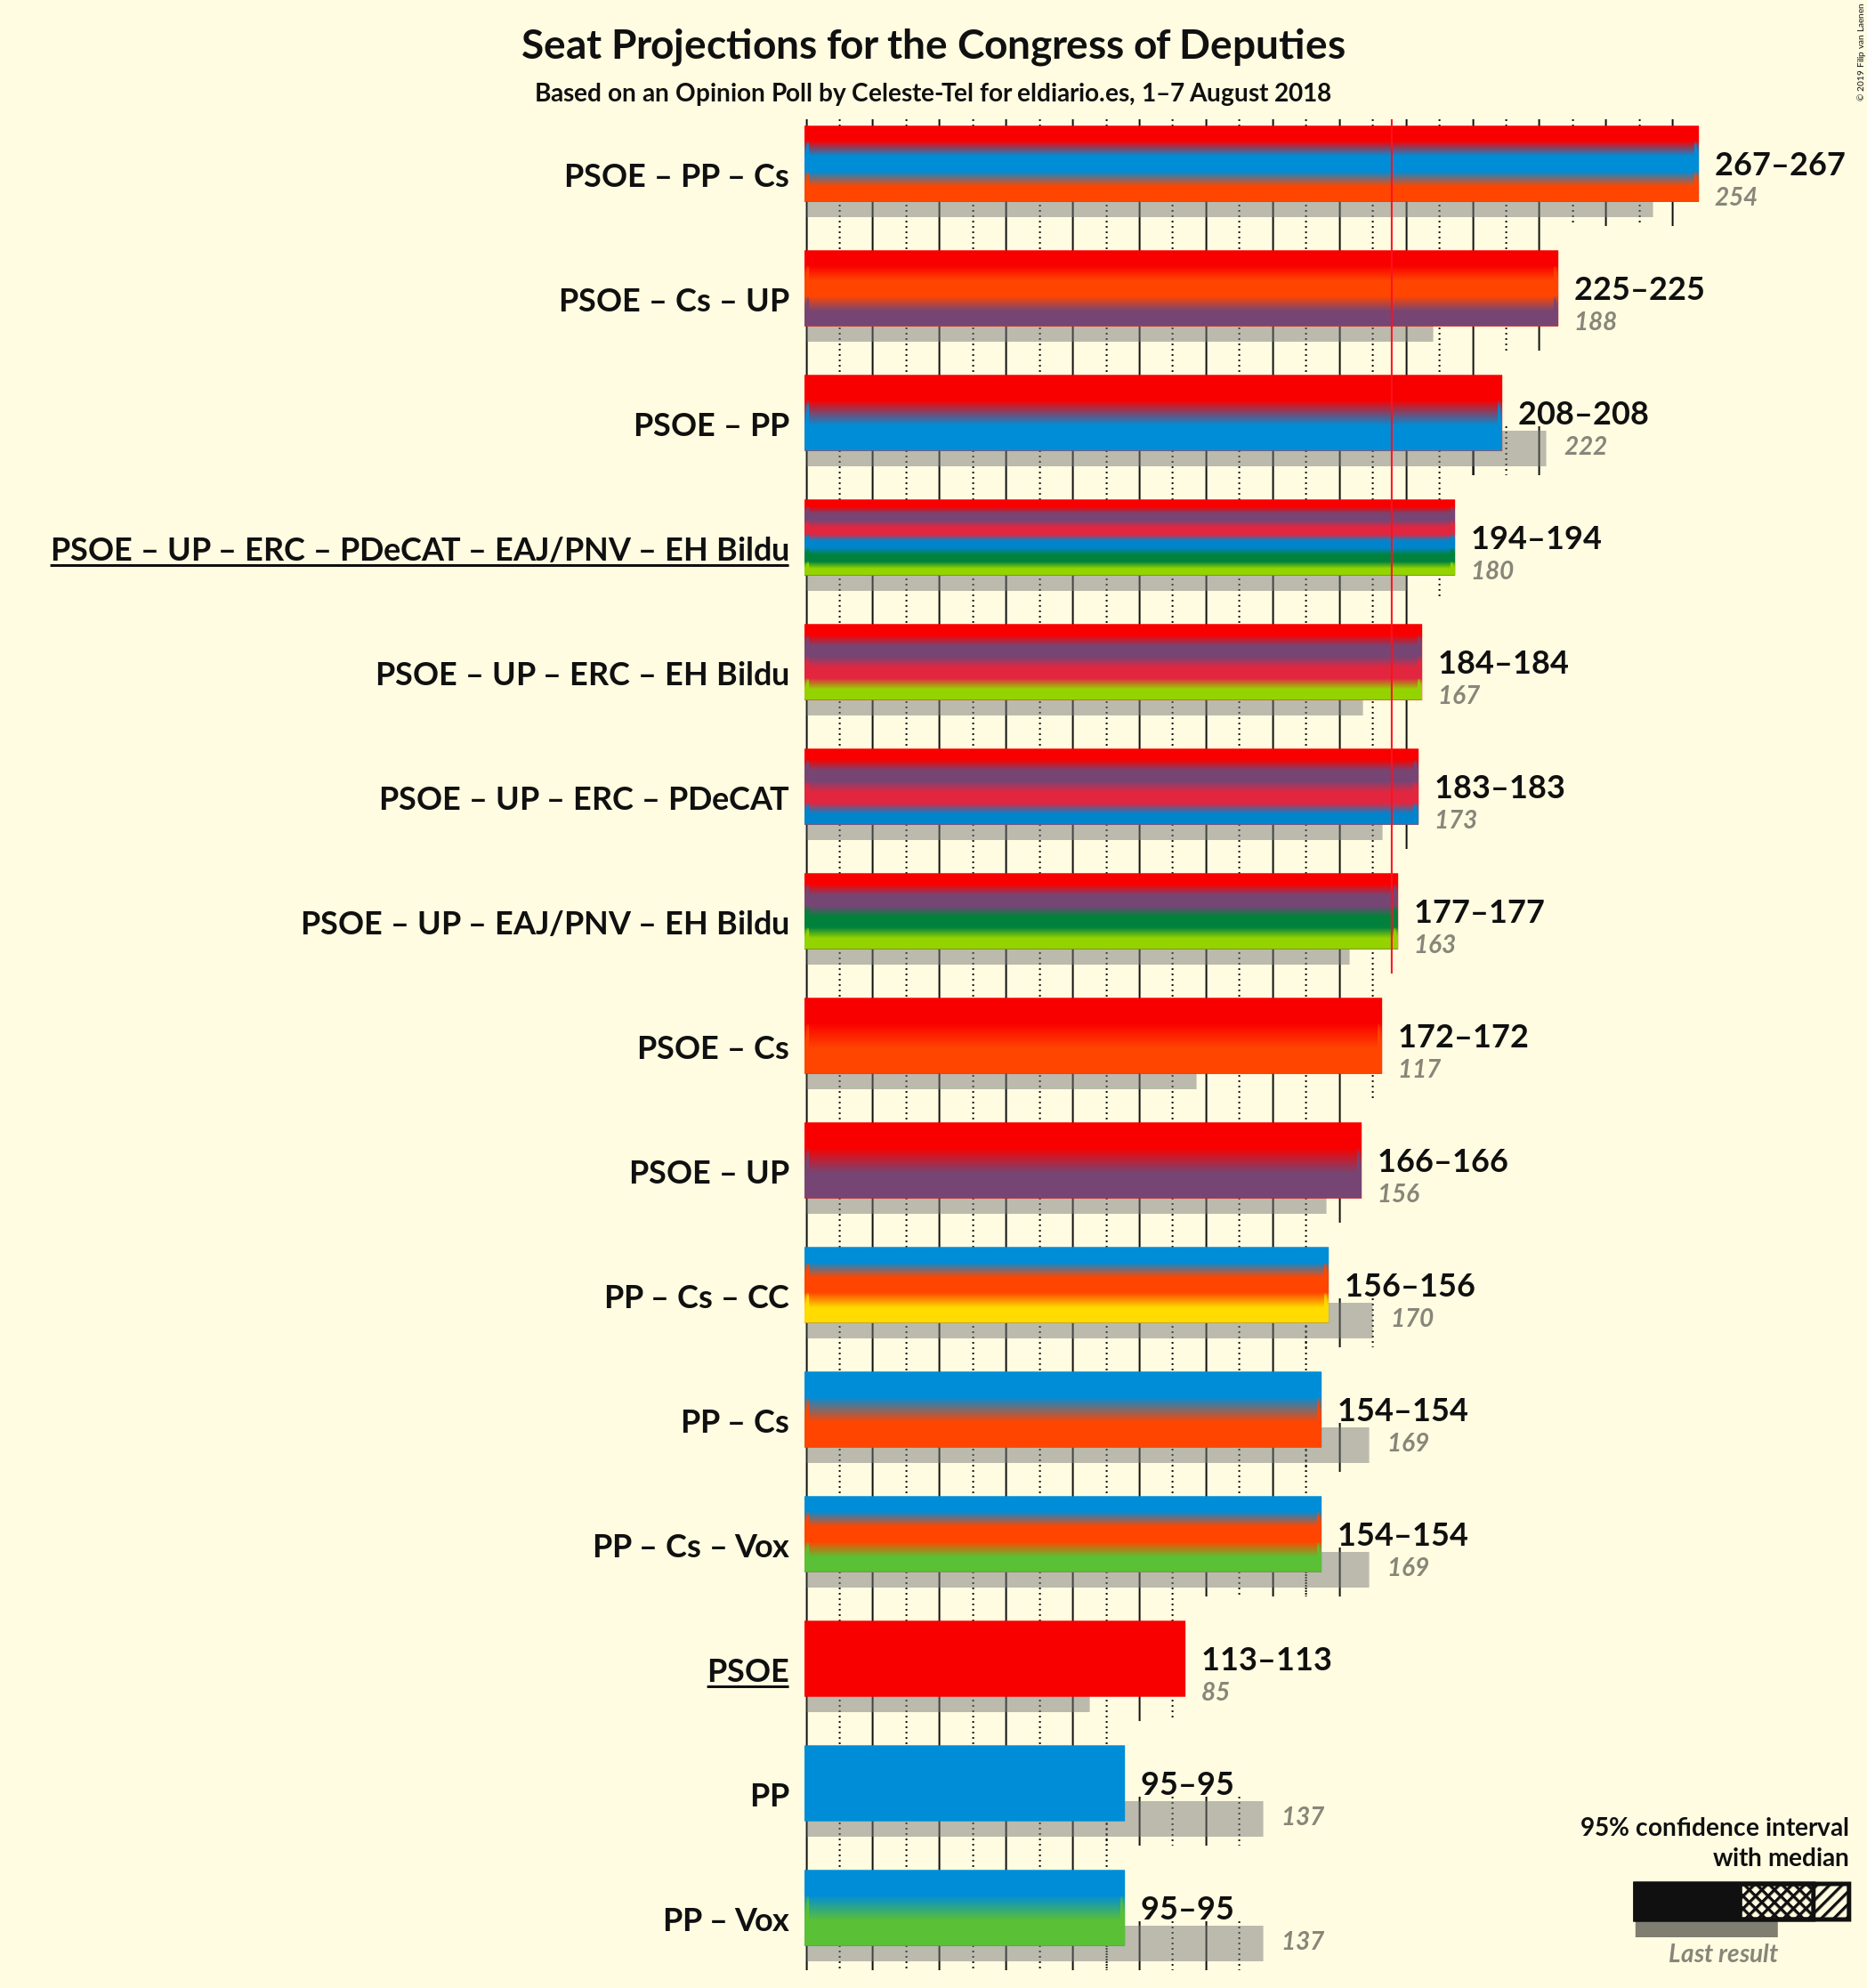 Seat Projections for the Congress of Deputies
Based on an Opinion Poll by Celeste-Tel for eldiario.es, 1–7 August 2018
© 2019 Filip van Laenen
PSOE – PP – Cs
267–267
254
PSOE – Cs – UP
225–225
188
PSOE – PP
208–208
222
PSOE – UP – ERC – PDeCAT – EAJ/PNV – EH Bildu
194–194
180
PSOE – UP – ERC – EH Bildu
184–184
167
PSOE – UP – ERC – PDeCAT
183–183
173
PSOE – UP – EAJ/PNV – EH Bildu
177–177
163
PSOE – Cs
172–172
117
PSOE – UP
166–166
156
PP – Cs – CC
156–156
170
PP – Cs
154–154
169
PP – Cs – Vox
154–154
169
PSOE
113–113
85
PP
95–95
137
PP – Vox
95–95
137
95% confidence interval
with median
Last result